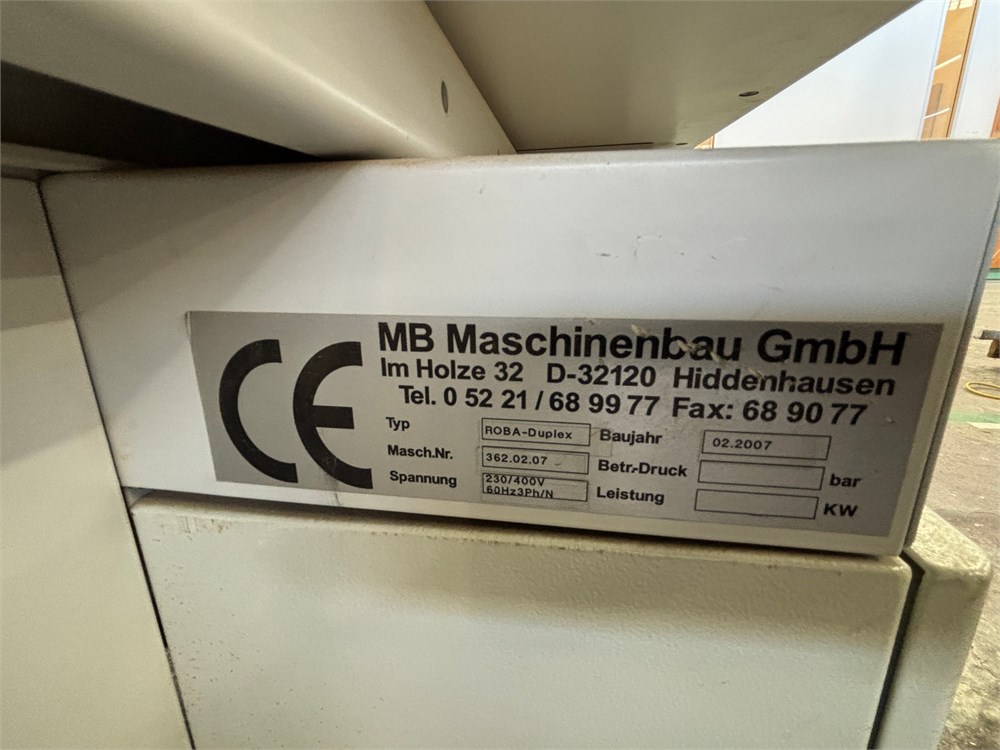 CE
MB Maschinenbau GmbH
Im Holze 32 D-32120 Hiddenhausen
Tel. 0 52 21 / 68 99 77 Fax: 68 90 77
Typ ROBA-Duplex Baujahr 02.2007
Masch.Nr. 362.02.07 Betr.-Druck bar
Spannung 230/400V 60Hz3Ph/N Leistung KW